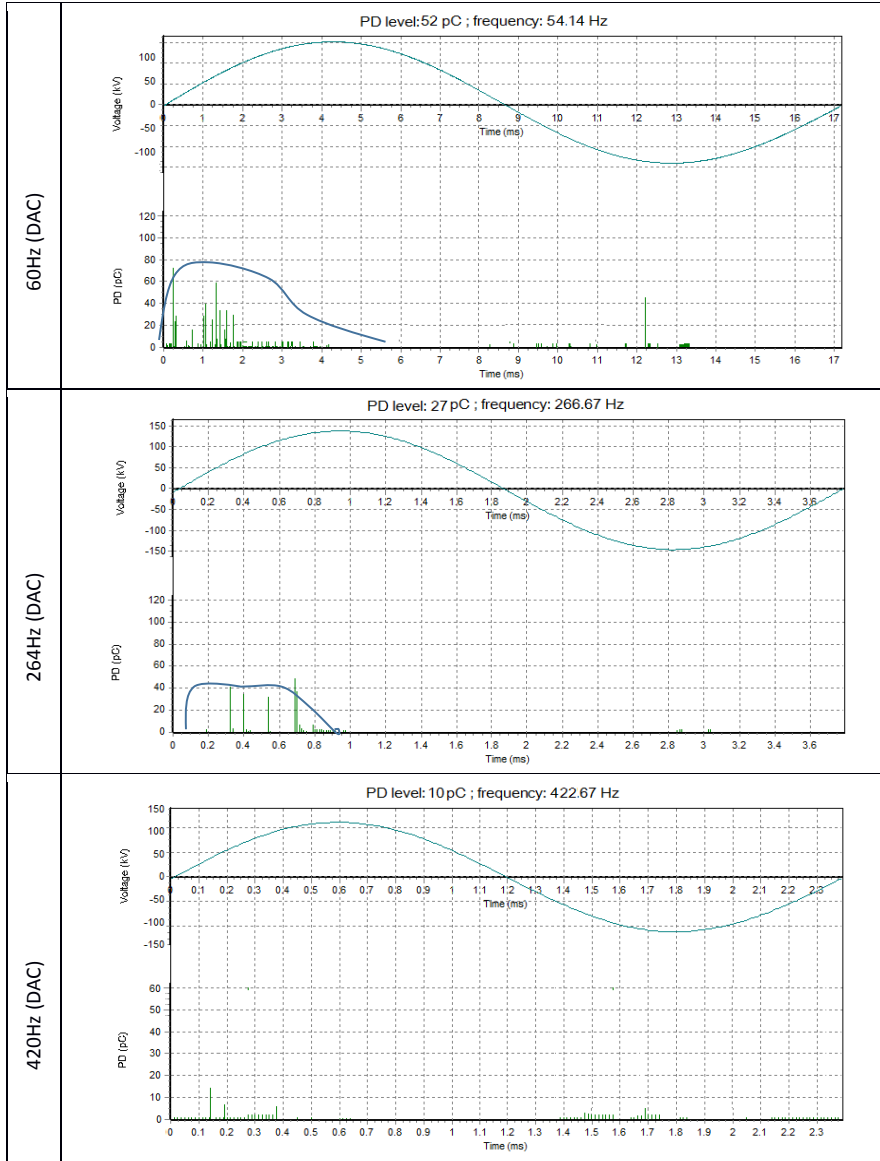 60Hz (DAC)
PD level:52 pC ; frequency: 54.14 Hz
Voltage (kV)
100
50
0
-50
-100
0 1 2 3 4 5 6 7 8 9 10 11 12 13 14 15 16 17
Time (ms)
PD (pC)
120
100
80
60
40
20
0
0 1 2 3 4 5 6 7 8 9 10 11 12 13 14 15 16 17
Time (ms)
264Hz (DAC)
PD level: 27 pC ; frequency: 266.67 Hz
Voltage (kV)
150
100
50
0
-50
-100
-150
0 0.2 0.4 0.6 0.8 1 1.2 1.4 1.6 1.8 2 2.2 2.4 2.6 2.8 3 3.2 3.4 3.6
Time (ms)
PD (pC)
120
100
80
60
40
20
0
0 0.2 0.4 0.6 0.8 1 1.2 1.4 1.6 1.8 2 2.2 2.4 2.6 2.8 3 3.2 3.4 3.6
Time (ms)
420Hz (DAC)
PD level: 10 pC ; frequency: 422.67 Hz
Voltage (kV)
150
100
50
0
-50
-100
-150
0 0.1 0.2 0.3 0.4 0.5 0.6 0.7 0.8 0.9 1 1.1 1.2 1.3 1.4 1.5 1.6 1.7 1.8 1.9 2 2.1 2.2 2.3
Time (ms)
PD (pC)
60
50
40
30
20
10
0
0 0.1 0.2 0.3 0.4 0.5 0.6 0.7 0.8 0.9 1 1.1 1.2 1.3 1.4 1.5 1.6 1.7 1.8 1.9 2 2.1 2.2 2.3
Time (ms)